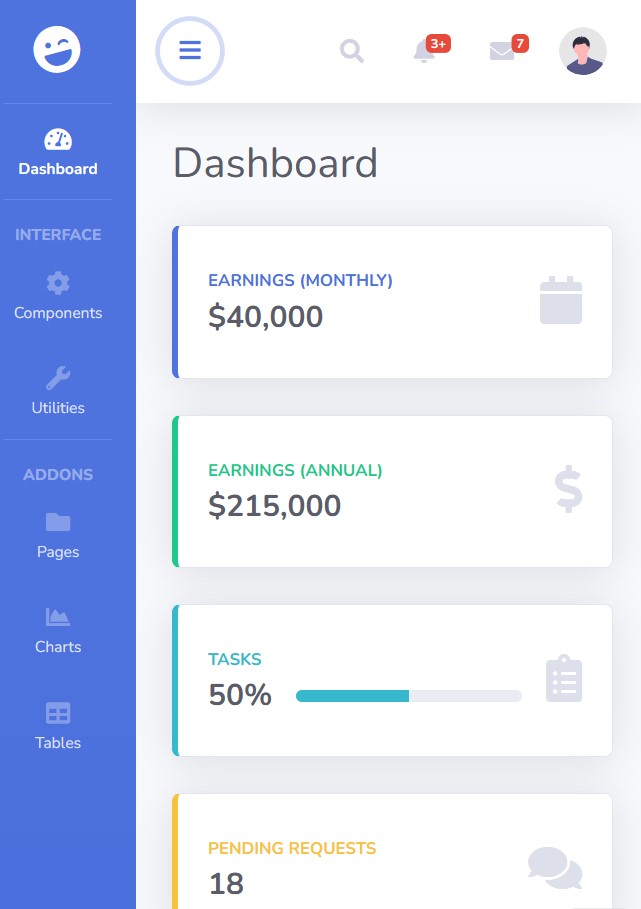 3+
7
Dashboard
INTERFACE
Components
Utilities
ADDONS
Pages
Charts
Tables
Dashboard
EARNINGS (MONTHLY)
$40,000
EARNINGS (ANNUAL)
$215,000
TASKS
50%
PENDING REQUESTS
18